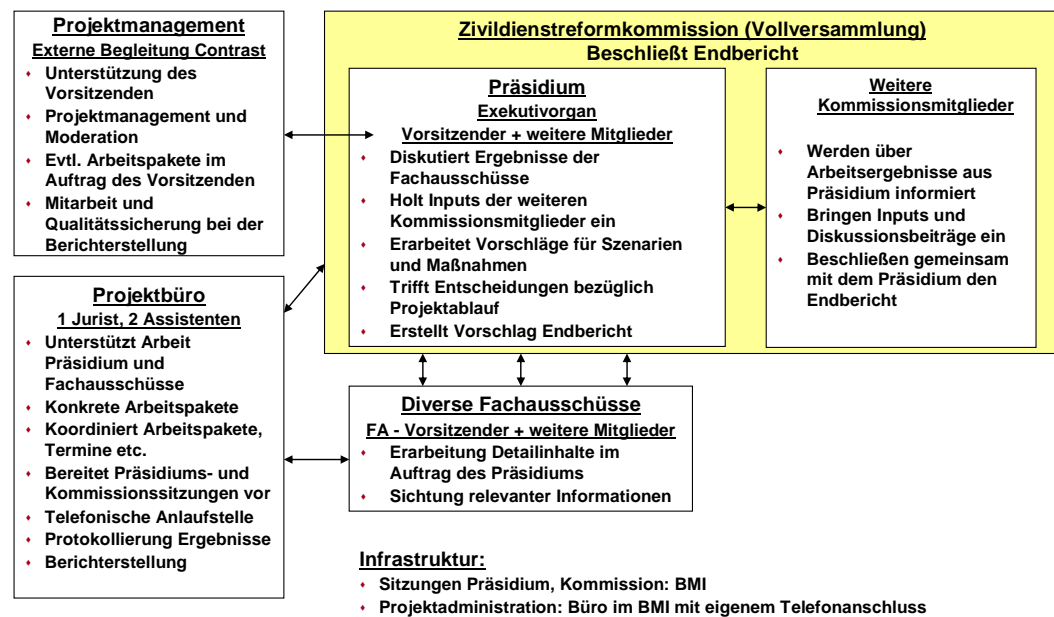 Projektmanagement
Externe Begleitung Contrast
Unterstützung des
Vorsitzenden
Projektmanagement und
Moderation
Evtl. Arbeitspakete im
Auftrag des Vorsitzenden
Mitarbeit und
Qualitätssicherung bei der
Berichterstellung
Projektbüro
1 Jurist, 2 Assistenten
Unterstützt Arbeit
Präsidium und
Fachausschüsse
Konkrete Arbeitspakete
Koordiniert Arbeitspakete,
Termine etc.
Bereitet Präsidiums- und
Kommissionssitzungen vor
Telefonische Anlaufstelle
Protokollierung Ergebnisse
Berichterstellung
Zivildienstreformkommission (Vollversammlung)
Beschließt Endbericht
Präsidium
Exekutivorgan
Vorsitzender + weitere Mitglieder
Diskutiert Ergebnisse der
Fachausschüsse
Holt Inputs der weiteren
Kommissionsmitglieder ein
Erarbeitet Vorschläge für Szenarien
und Maßnahmen
Trifft Entscheidungen bezüglich
Projektablauf
Erstellt Vorschlag Endbericht
Weitere
Kommissionsmitglieder
Werden über
Arbeitsergebnisse aus
Präsidium informiert
Bringen Inputs und
Diskussionsbeiträge ein
Beschließen gemeinsam
mit dem Präsidium den
Endbericht
Diverse Fachausschüsse
FA - Vorsitzender + weitere Mitglieder
Erarbeitung Detailinhalte im
Auftrag des Präsidiums
Sichtung relevanter Informationen
Infrastruktur:
Sitzungen Präsidium, Kommission: BMI
Projektadministration: Büro im BMI mit eigenem Telefonanschluss